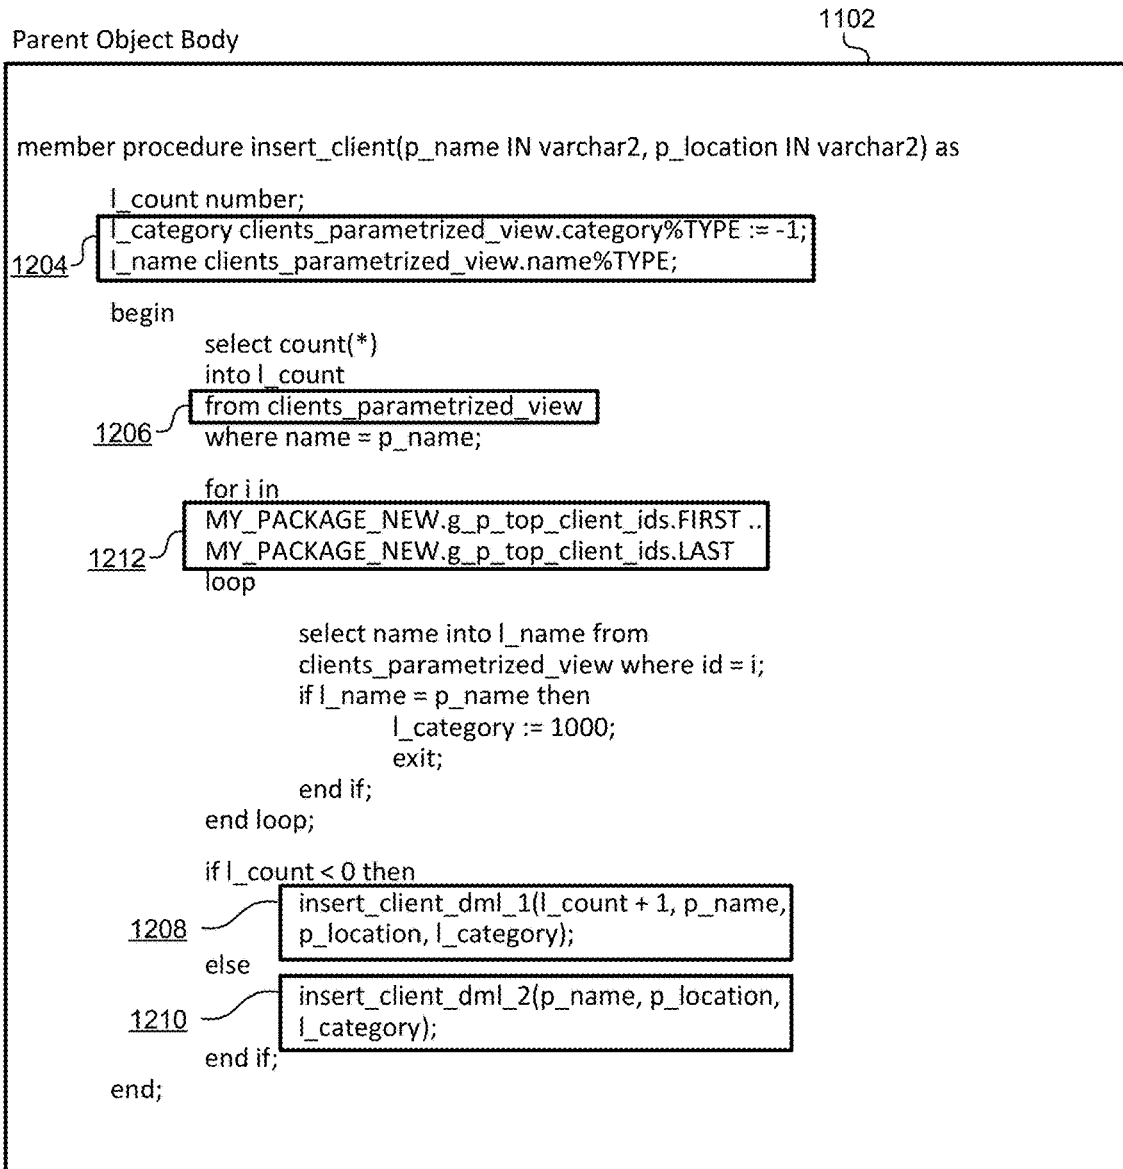 1102
Parent Object Body
member procedure insert_client(p_name IN varchar2, p_location IN varchar2) as
l_count number;
l_category clients_parametrized_view.category%TYPE := -1;
1204
l_name clients_parametrized_view.name%TYPE;
begin
select count(*)
into l_count
from clients_parametrized_view
1206
where name = p_name;
for i in
MY_PACKAGE_NEW.g_p_top_client_ids.FIRST ..
1212
MY_PACKAGE_NEW.g_p_top_client_ids.LAST
loop
select name into l_name from
clients_parametrized_view where id = i;
if l_name = p_name then
l_category := 1000;
exit;
end if;
end loop;
if l_count < 0 then
insert_client_dml_1(l_count + 1, p_name,
1208
p_location, l_category);
else
insert_client_dml_2(p_name, p_location,
1210
l_category);
end if;
end;